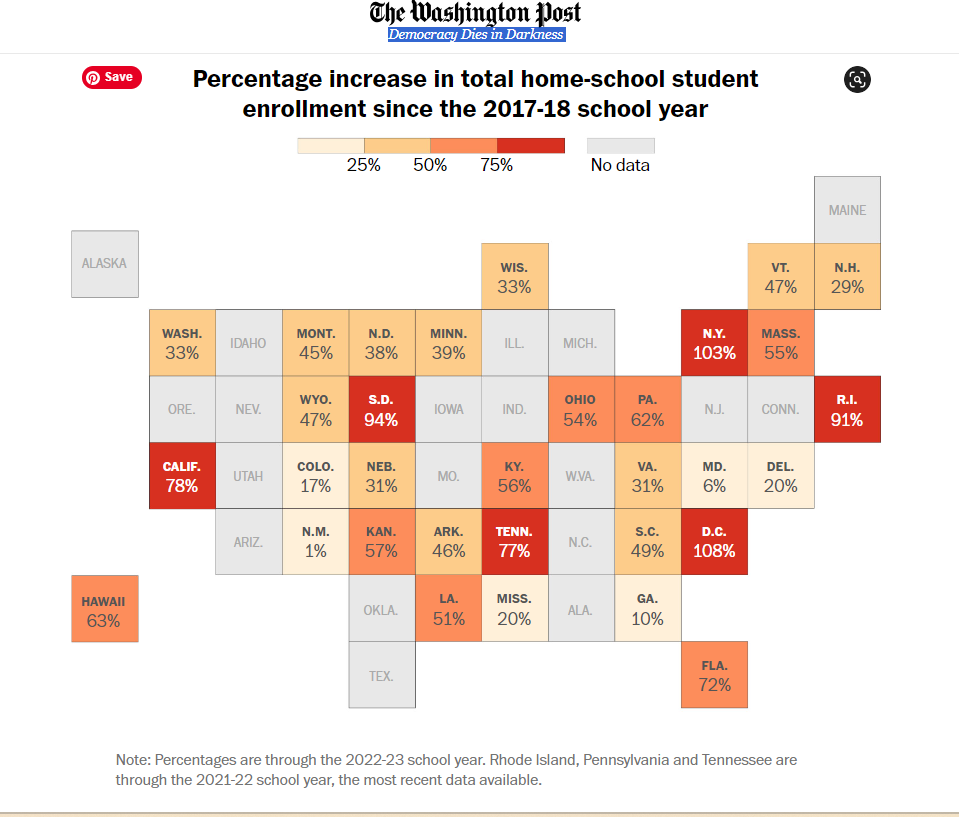 The Washington Post
Democracy Dies in Darkness
Save
Percentage increase in total home-school student
enrollment since the 2017-18 school year
25% 50% 75% No data
MAINE
ALASKA
WIS.
33%
VT.
47%
N.H.
29%
WASH.
33%
IDAHO
MONT.
45%
N.D.
38%
MINN.
39%
ILL.
MICH.
N.Y.
103%
MASS.
55%
ORE.
NEV.
WYO.
47%
S.D.
94%
IOWA
IND.
OHIO
54%
PA.
62%
N.J.
CONN.
R.I.
91%
CALIF.
78%
UTAH
COLO.
17%
NEB.
31%
MO.
KY.
56%
W.VA.
VA.
31%
MD.
6%
DEL.
20%
ARIZ.
N.M.
1%
KAN.
57%
ARK.
46%
TENN.
77%
N.C.
S.C.
49%
D.C.
108%
HAWAII
63%
OKLA.
LA.
51%
MISS.
20%
ALA.
GA.
10%
TEX.
FLA.
72%
Note: Percentages are through the 2022-23 school year. Rhode Island, Pennsylvania and Tennessee are
through the 2021-22 school year, the most recent data available.